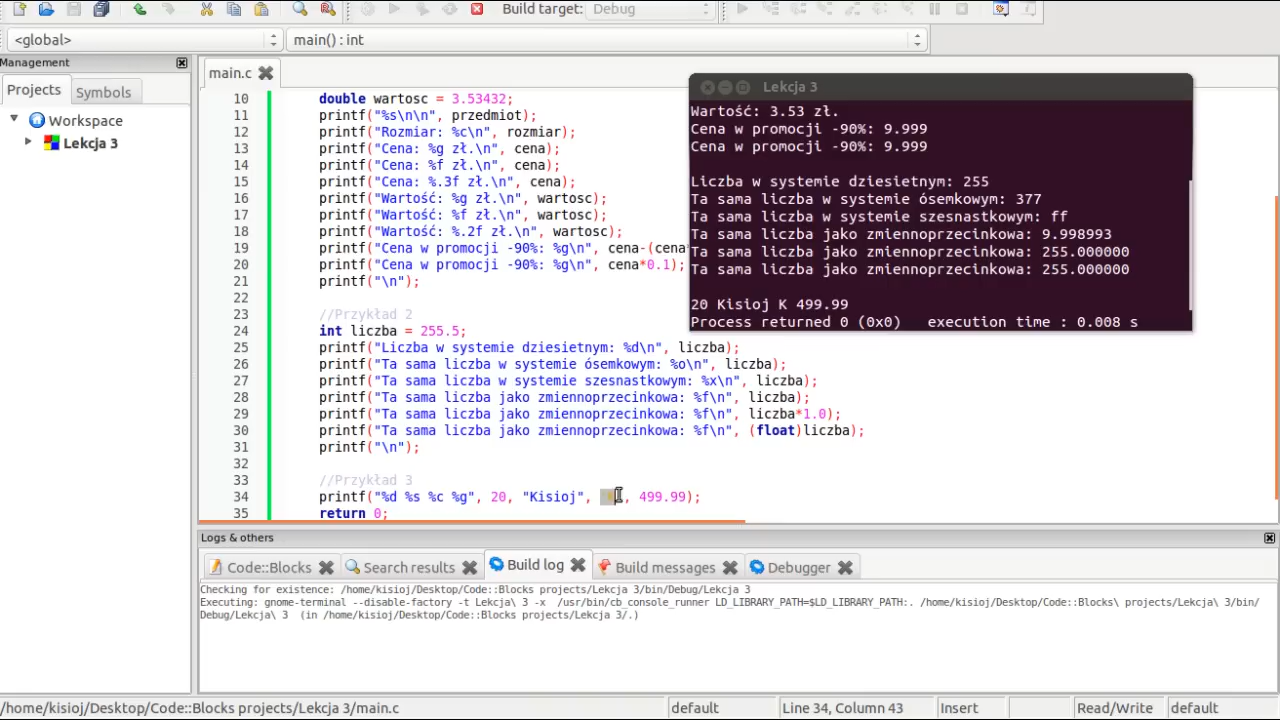 Build target: Debug
<global> main() : int
Management
Projects Symbols
Workspace
Lekcja 3
main.c
10 double wartosc = 3.53432;
11 printf("%s\n\n", przedmiot);
12 printf("Rozmiar: %c\n", rozmiar);
13 printf("Cena: %g zł.\n", cena);
14 printf("Cena: %f zł.\n", cena);
15 printf("Cena: %.3f zł.\n", cena);
16 printf("Wartość: %g zł.\n", wartosc);
17 printf("Wartość: %f zł.\n", wartosc);
18 printf("Wartość: %.2f zł.\n", wartosc);
19 printf("Cena w promocji -90%: %g\n", cena-(cena*
20 printf("Cena w promocji -90%: %g\n", cena*0.1);
21 printf("\n");
22
23 //Przykład 2
24 int liczba = 255.5;
25 printf("Liczba w systemie dziesietnym: %d\n", liczba);
26 printf("Ta sama liczba w systemie ósemkowym: %o\n", liczba);
27 printf("Ta sama liczba w systemie szesnastkowym: %x\n", liczba);
28 printf("Ta sama liczba jako zmiennoprzecinkowa: %f\n", liczba);
29 printf("Ta sama liczba jako zmiennoprzecinkowa: %f\n", liczba*1.0);
30 printf("Ta sama liczba jako zmiennoprzecinkowa: %f\n", (float)liczba);
31 printf("\n");
32
33 //Przykład 3
34 printf("%d %s %c %g", 20, "Kisioj", , 499.99);
35 return 0;
Lekcja 3
Wartość: 3.53 zł.
Cena w promocji -90%: 9.999
Cena w promocji -90%: 9.999
Liczba w systemie dziesietnym: 255
Ta sama liczba w systemie ósemkowym: 377
Ta sama liczba w systemie szesnastkowym: ff
Ta sama liczba jako zmiennoprzecinkowa: 9.998993
Ta sama liczba jako zmiennoprzecinkowa: 255.000000
Ta sama liczba jako zmiennoprzecinkowa: 255.000000
20 Kisioj K 499.99
Process returned 0 (0x0) execution time : 0.008 s
Logs & others
Code::Blocks Search results Build log Build messages Debugger
Checking for existence: /home/kisioj/Desktop/Code::Blocks projects/Lekcja 3/bin/Debug/Lekcja 3
Executing: gnome-terminal --disable-factory -t Lekcja\ 3 -x /usr/bin/cb_console_runner LD_LIBRARY_PATH=$LD_LIBRARY_PATH:. /home/kisioj/Desktop/Code::Blocks\ projects/Lekcja\ 3/bin/
Debug/Lekcja\ 3 (in /home/kisioj/Desktop/Code::Blocks projects/Lekcja 3/.)
/home/kisioj/Desktop/Code::Blocks projects/Lekcja 3/main.c default Line 34, Column 43 Insert Read/Write default